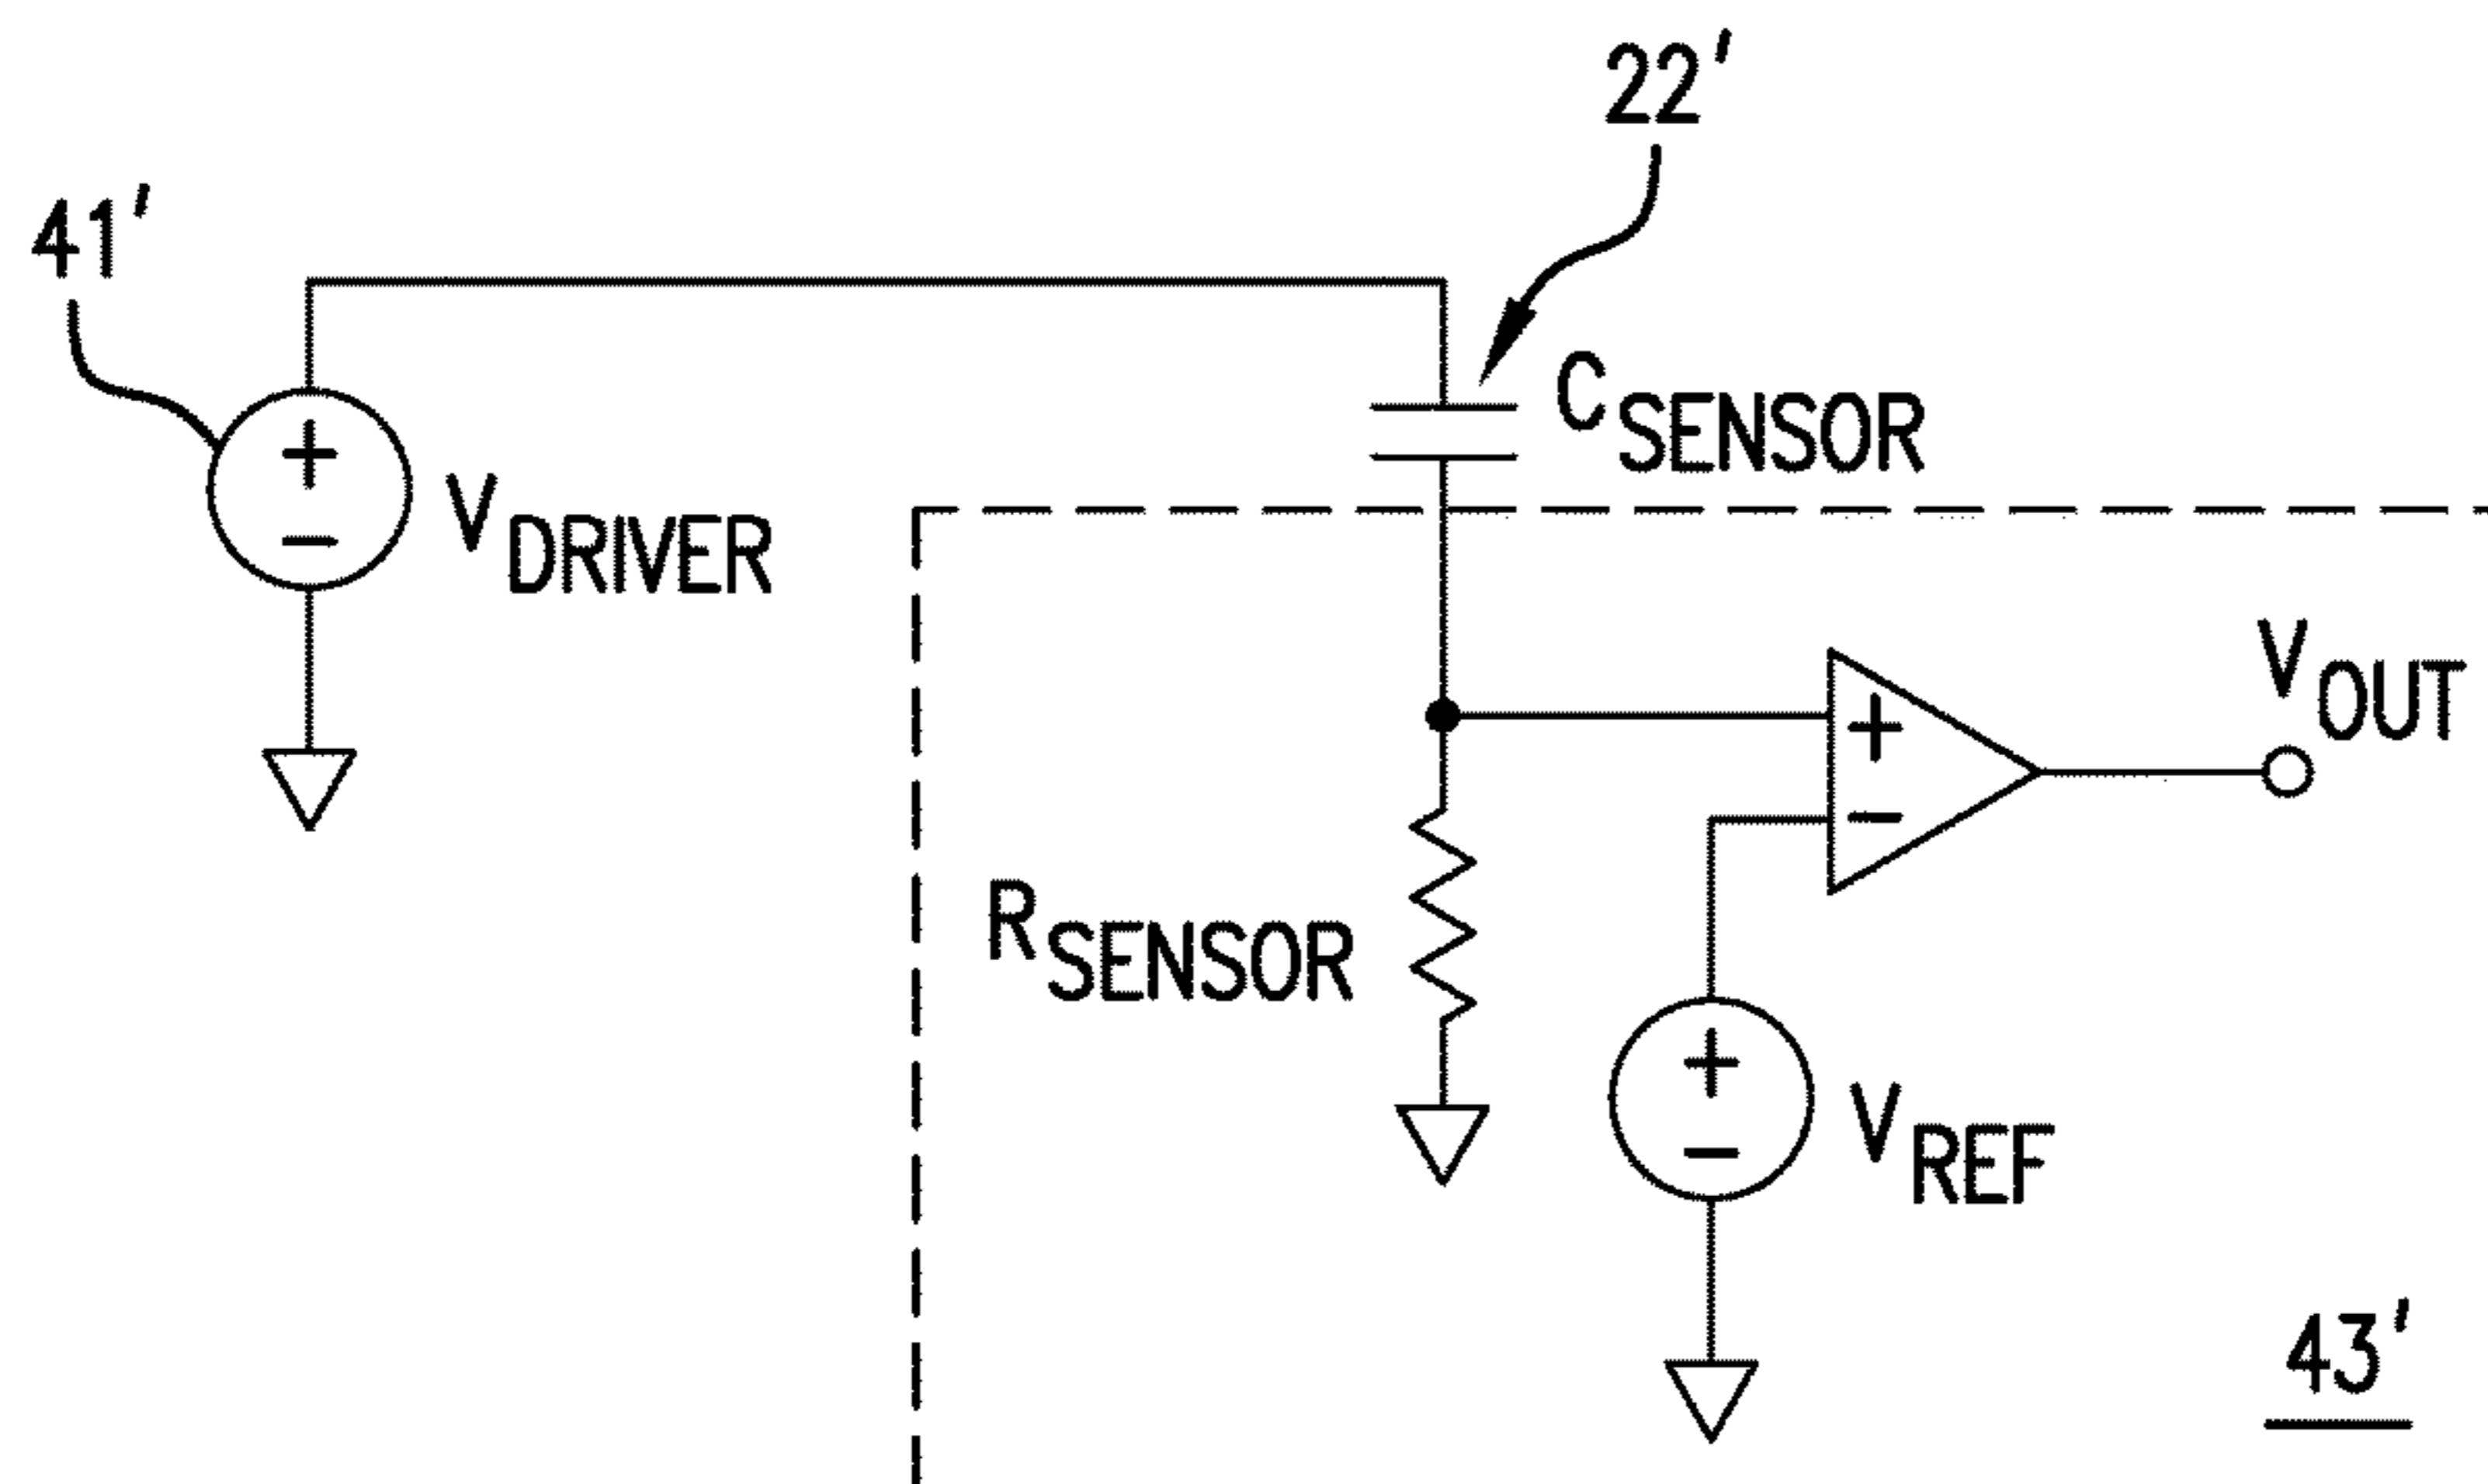 22'
41'
C SENSOR
V DRIVER
+
−
V OUT
+
−
R SENSOR
+
−
V REF
43'